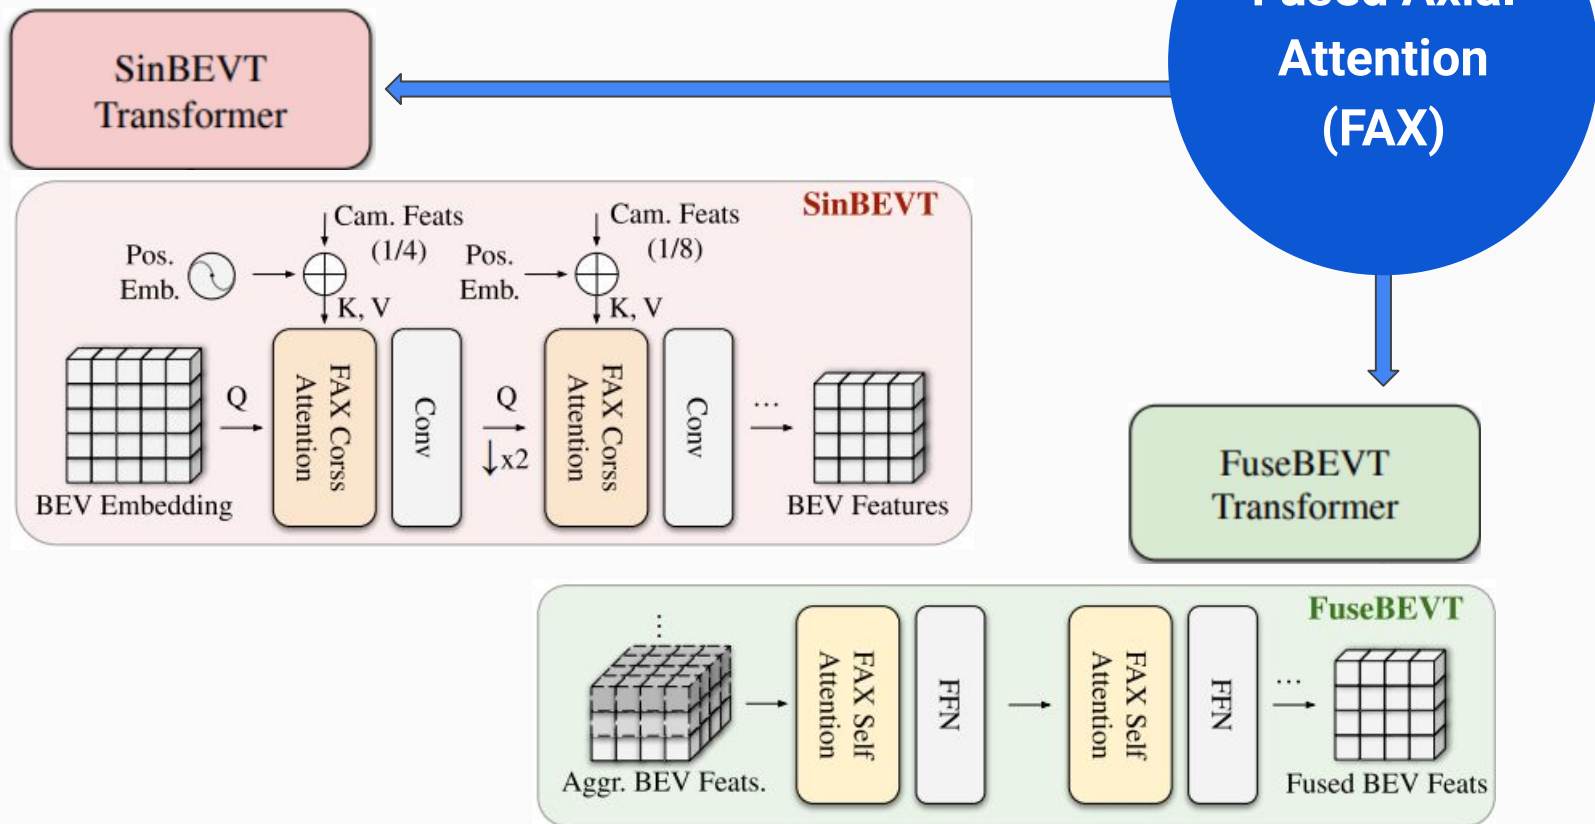 Fused Axial
Attention
(FAX)
SinBEVT
Transformer
SinBEVT
Cam. Feats
(1/4)
Pos.
Emb.
K, V
Cam. Feats
(1/8)
Pos.
Emb.
K, V
BEV Embedding
Q
FAX Corss
Attention
Conv
Q
↓x2
FAX Corss
Attention
Conv
...
BEV Features
FuseBEVT
Transformer
FuseBEVT
...
Aggr. BEV Feats.
FAX Self
Attention
FFN
FAX Self
Attention
FFN
...
Fused BEV Feats